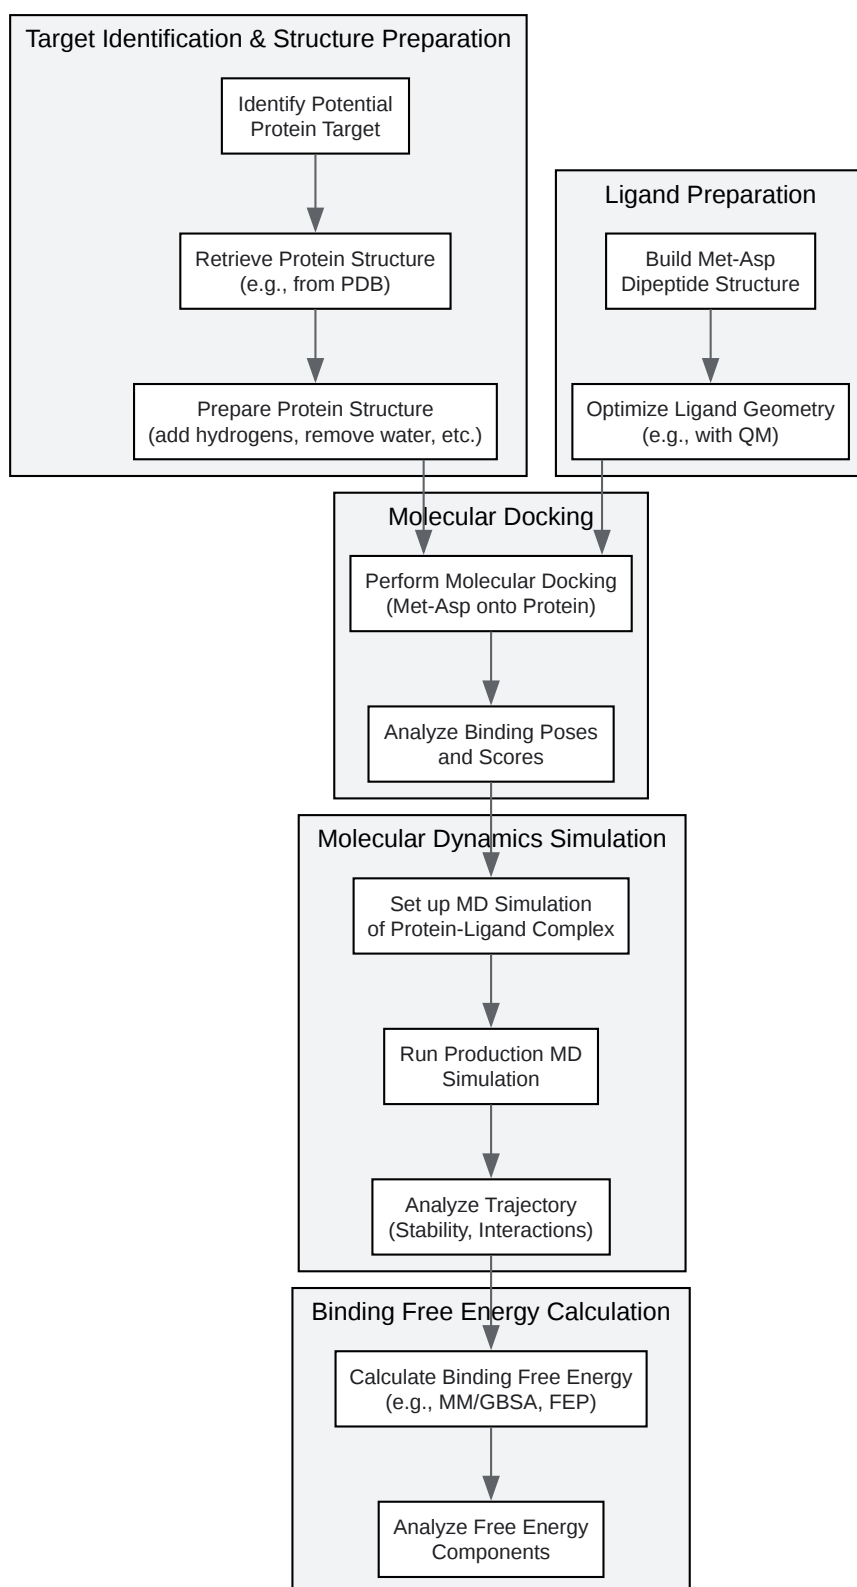 Target Identification & Structure Preparation
Identify Potential
Protein Target
Retrieve Protein Structure
(e.g., from PDB)
Prepare Protein Structure
(add hydrogens, remove water, etc.)
Ligand Preparation
Build Met-Asp
Dipeptide Structure
Optimize Ligand Geometry
(e.g., with QM)
Molecular Docking
Perform Molecular Docking
(Met-Asp onto Protein)
Analyze Binding Poses
and Scores
Molecular Dynamics Simulation
Set up MD Simulation
of Protein-Ligand Complex
Run Production MD
Simulation
Analyze Trajectory
(Stability, Interactions)
Binding Free Energy Calculation
Calculate Binding Free Energy
(e.g., MM/GBSA, FEP)
Analyze Free Energy
Components